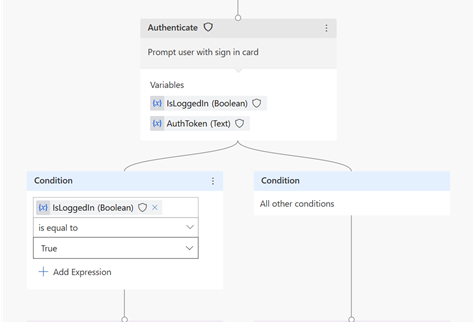 Authenticate
Prompt user with sign in card
Variables
{x} IsLoggedIn (Boolean)
{x} AuthToken (Text)
Condition
{x} IsLoggedIn (Boolean)
is equal to
True
Add Expression
Condition
All other conditions